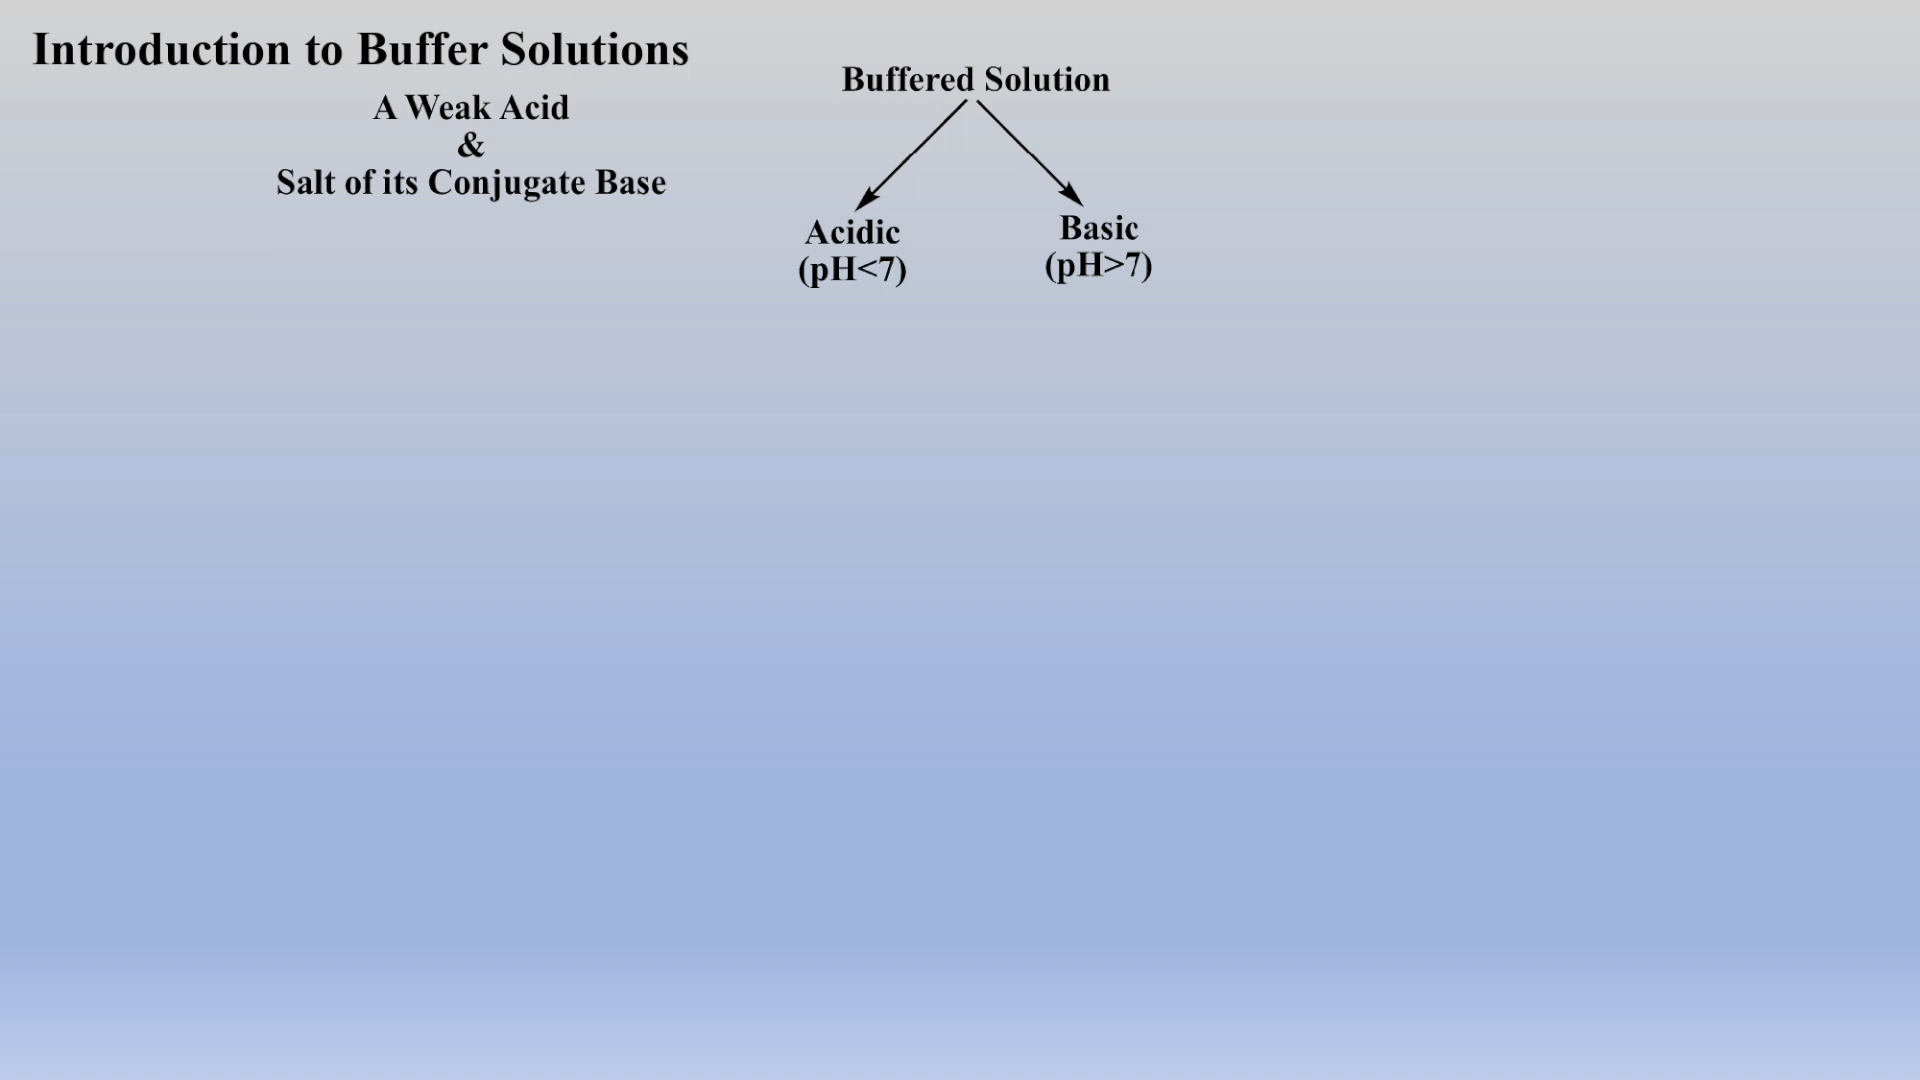 Introduction to Buffer Solutions
A Weak Acid
&
Salt of its Conjugate Base
Buffered Solution
Acidic
(pH<7)
Basic
(pH>7)